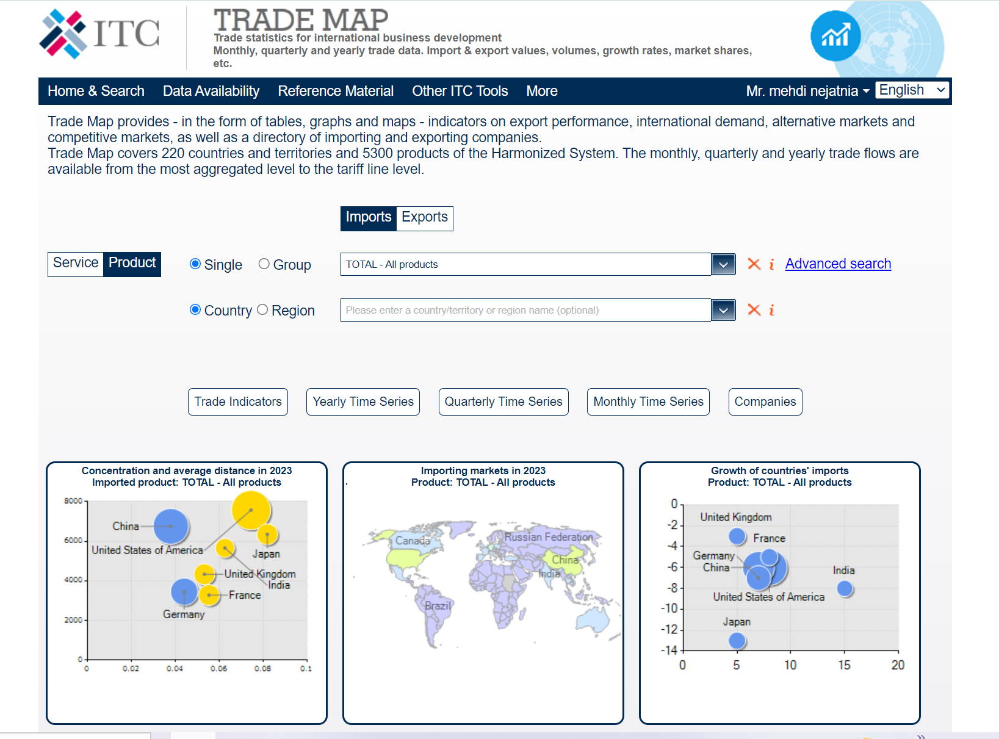 ITC
TRADE MAP
Trade statistics for international business development
Monthly, quarterly and yearly trade data. Import & export values, volumes, growth rates, market shares,
etc.
Home & Search Data Availability Reference Material Other ITC Tools More Mr. mehdi nejatnia English
Trade Map provides - in the form of tables, graphs and maps - indicators on export performance, international demand, alternative markets and
competitive markets, as well as a directory of importing and exporting companies.
Trade Map covers 220 countries and territories and 5300 products of the Harmonized System. The monthly, quarterly and yearly trade flows are
available from the most aggregated level to the tariff line level.
Imports Exports
Service Product Single Group TOTAL - All products i Advanced search
Country Region Please enter a country/territory or region name (optional) i
Trade Indicators Yearly Time Series Quarterly Time Series Monthly Time Series Companies
Concentration and average distance in 2023
Imported product: TOTAL - All products
8000
China
6000
United States of America
Japan
4000
United Kingdom
India
France
Germany
2000
0
0 0.02 0.04 0.06 0.08 0.1
Importing markets in 2023
Product: TOTAL - All products
Canada
Russian Federation
China
India
Brazil
Growth of countries' imports
Product: TOTAL - All products
0
United Kingdom
-2
France
-4
Germany
China
-6
India
-8
United States of America
-10
Japan
-12
-14
0 5 10 15 20